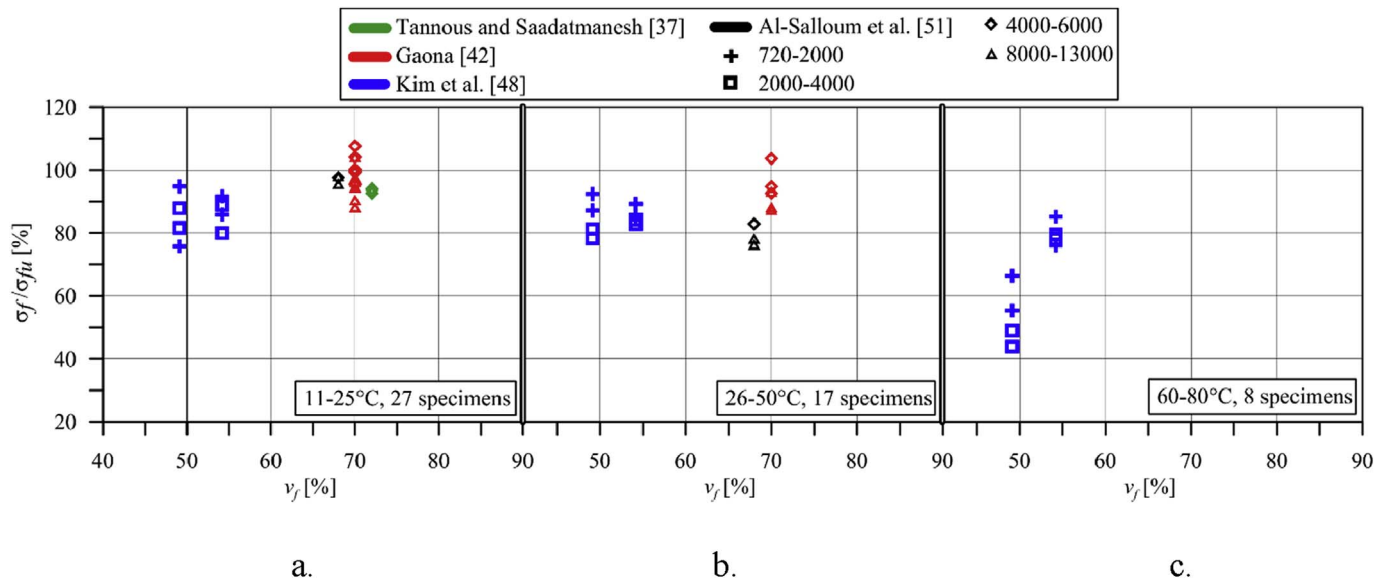 Tannous and Saadatmanesh [37] Al-Salloum et al. [51] 4000-6000
Gaona [42] 720-2000 8000-13000
Kim et al. [48] 2000-4000
120
100
80
60
40
20
σf/σfu [%]
11-25°C, 27 specimens 26-50°C, 17 specimens 60-80°C, 8 specimens
40 50 60 70 80 90 50 60 70 80 90 50 60 70 80 90
vf [%] vf [%] vf [%]
a. b. c.